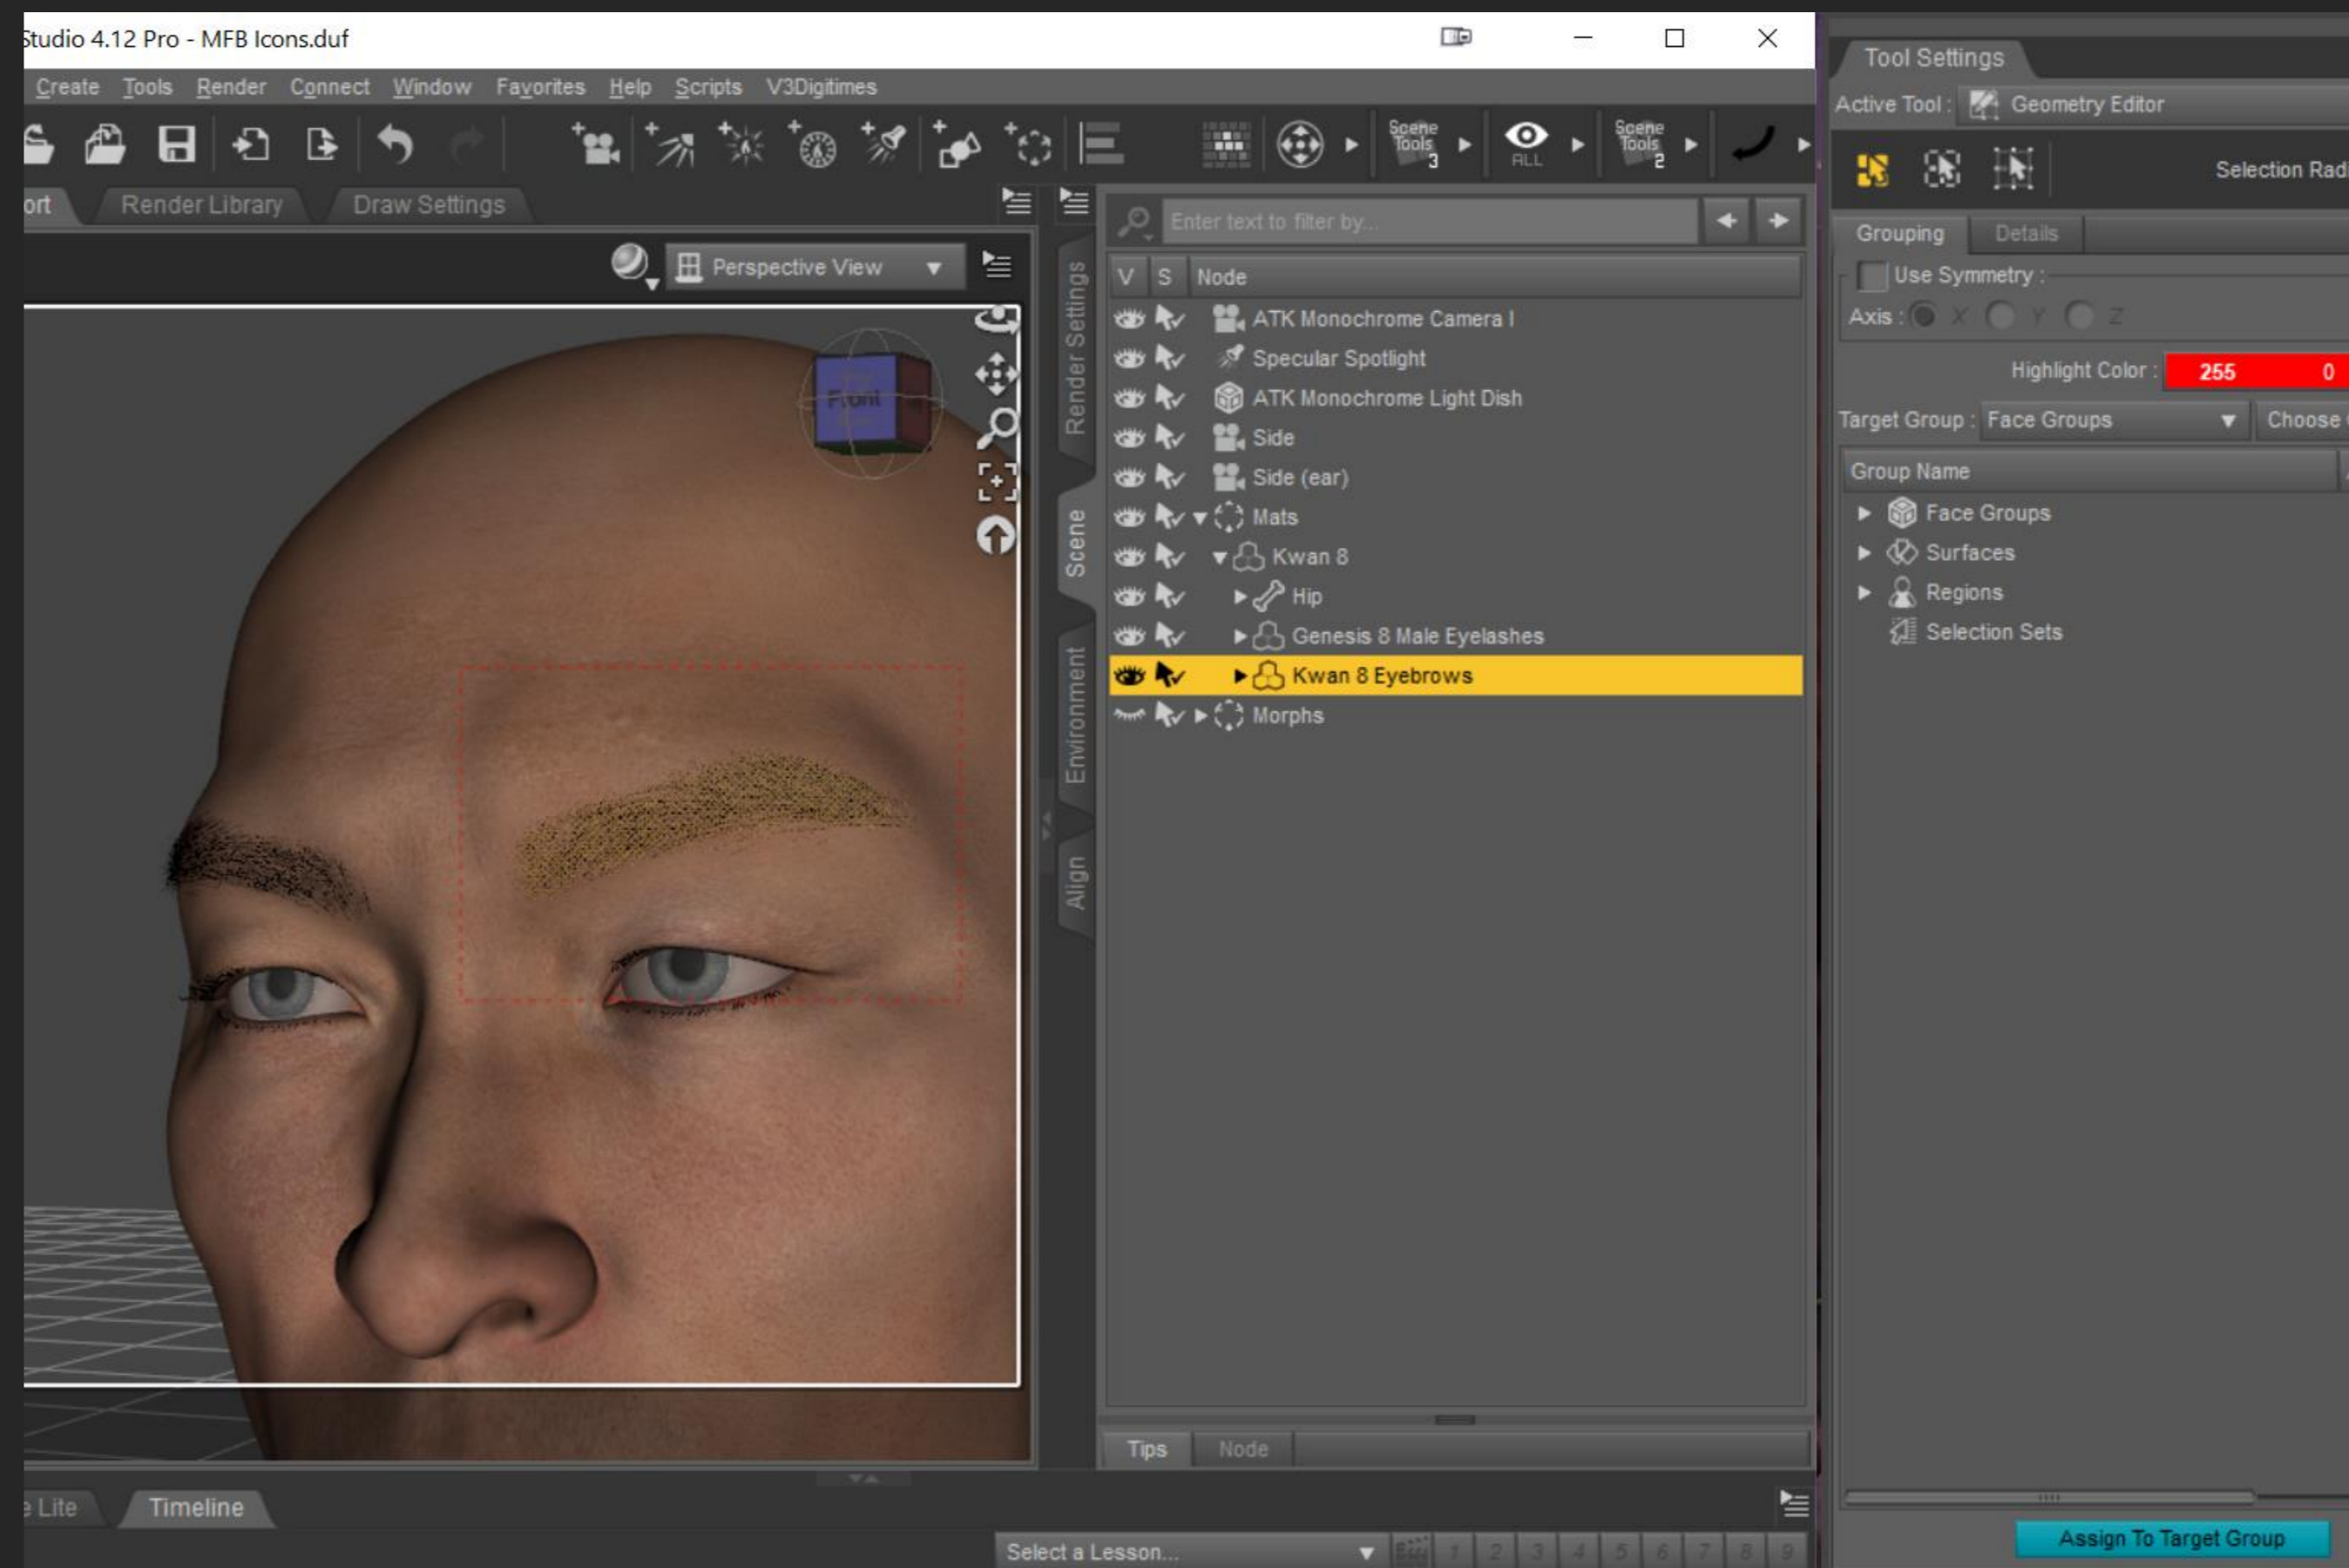 Studio 4.12 Pro - MFB Icons.duf
Create Tools Render Connect Window Favorites Help Scripts V3Digitimes
Scene Tools 3
ALL
Scene Tools 2
ort Render Library Draw Settings
Perspective View
Front
Render Settings
Scene
Environment
Align
Enter text to filter by...
V S Node
ATK Monochrome Camera I
Specular Spotlight
ATK Monochrome Light Dish
Side
Side (ear)
Mats
Kwan 8
Hip
Genesis 8 Male Eyelashes
Kwan 8 Eyebrows
Morphs
Tips Node
e Lite Timeline
Select a Lesson... 1 2 3 4 5 6 7 8 9
Tool Settings
Active Tool : Geometry Editor
Selection Radi
Grouping Details
Use Symmetry :
Axis : X Y Z
Highlight Color : 255 0
Target Group : Face Groups Choose
Group Name
Face Groups
Surfaces
Regions
Selection Sets
Assign To Target Group